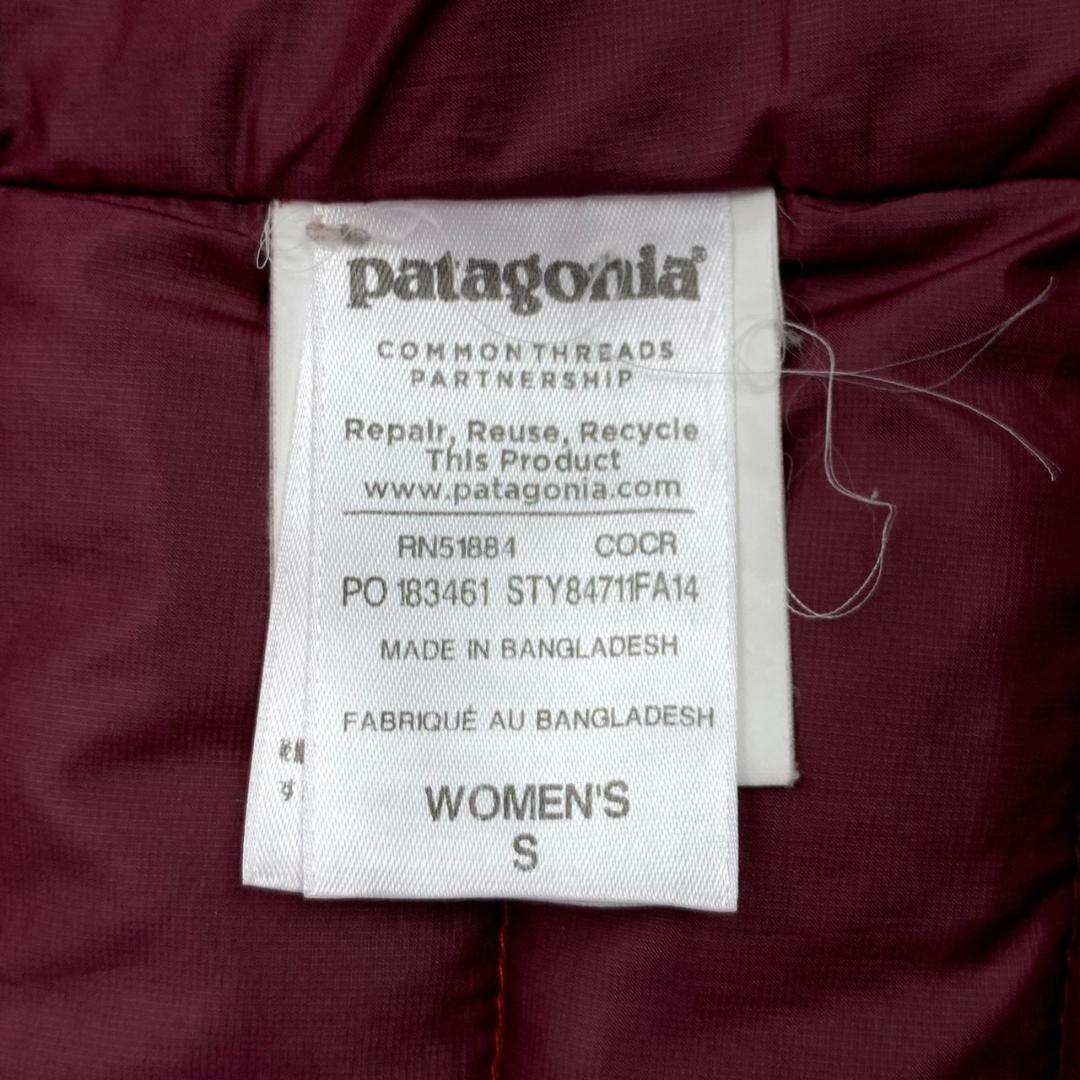 patagonia®
COMMON THREADS
PARTNERSHIP
Repair, Reuse, Recycle
This Product
www.patagonia.com
RN51884 COCR
PO 183461 STY84711FA14
MADE IN BANGLADESH
FABRIQUÉ AU BANGLADESH
WOMEN'S
S
す